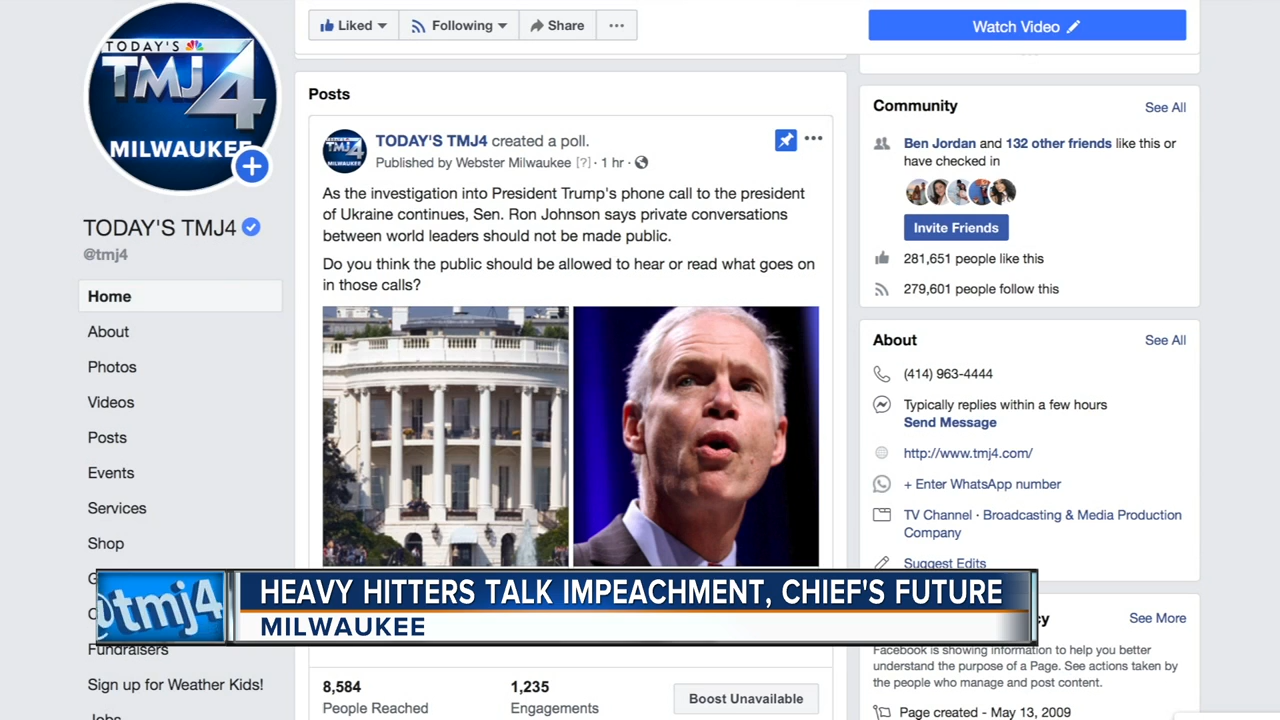 TODAY'S
TMJ4
MILWAUKEE
TODAY'S TMJ4
@tmj4
Home
About
Photos
Videos
Posts
Events
Services
Shop
Fundraisers
Sign up for Weather Kids!
Jobs
Liked
Following
Share
Watch Video
Posts
TODAY'S TMJ4 created a poll.
Published by Webster Milwaukee [?] · 1 hr ·
As the investigation into President Trump's phone call to the president
of Ukraine continues, Sen. Ron Johnson says private conversations
between world leaders should not be made public.
Do you think the public should be allowed to hear or read what goes on
in those calls?
8,584
People Reached
1,235
Engagements
Boost Unavailable
Community
See All
Ben Jordan and 132 other friends like this or
have checked in
Invite Friends
281,651 people like this
279,601 people follow this
About
See All
(414) 963-4444
Typically replies within a few hours
Send Message
http://www.tmj4.com/
+ Enter WhatsApp number
TV Channel · Broadcasting & Media Production
Company
Suggest Edits
See More
Facebook is showing information to help you better
understand the purpose of a Page. See actions taken by
the people who manage and post content.
Page created - May 13, 2009
@tmj4
HEAVY HITTERS TALK IMPEACHMENT, CHIEF'S FUTURE
MILWAUKEE